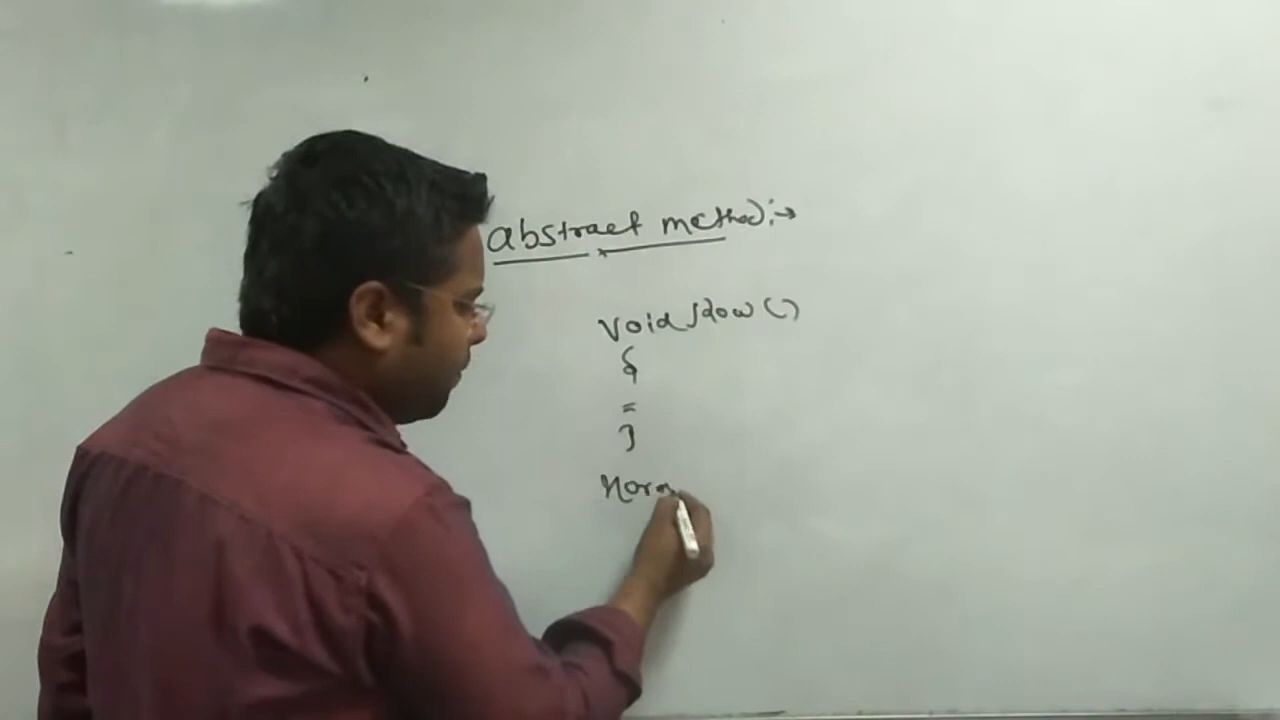 abstract method:→
void show()
{
=
}
Norm